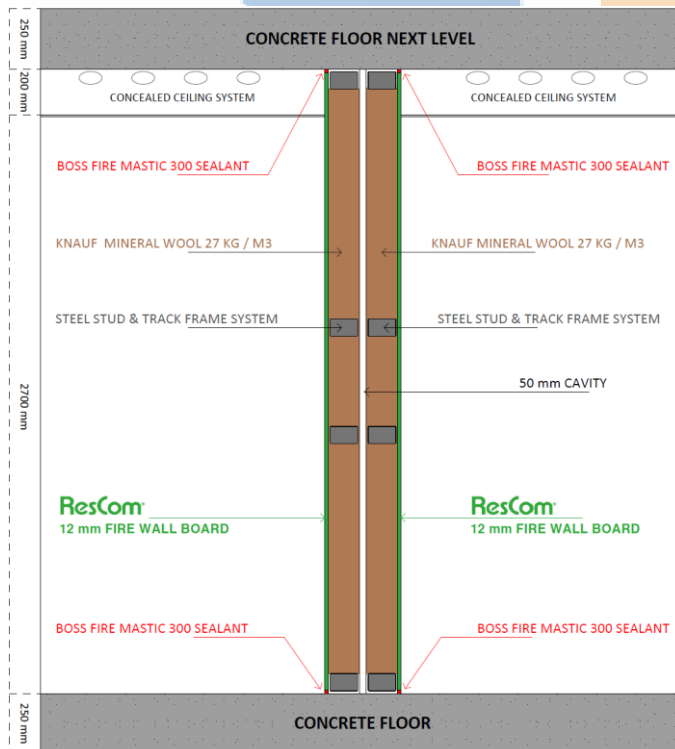 250 mm
CONCRETE FLOOR NEXT LEVEL
200 mm
CONCEALED CEILING SYSTEM
CONCEALED CEILING SYSTEM
BOSS FIRE MASTIC 300 SEALANT
BOSS FIRE MASTIC 300 SEALANT
KNAUF MINERAL WOOL 27 KG / M3
KNAUF MINERAL WOOL 27 KG / M3
STEEL STUD & TRACK FRAME SYSTEM
STEEL STUD & TRACK FRAME SYSTEM
50 mm CAVITY
2700 mm
ResCom
12 mm FIRE WALL BOARD
ResCom
12 mm FIRE WALL BOARD
BOSS FIRE MASTIC 300 SEALANT
BOSS FIRE MASTIC 300 SEALANT
250 mm
CONCRETE FLOOR